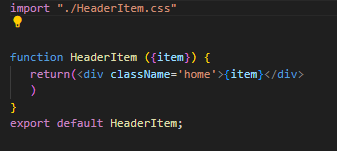 import "./HeaderItem.css"
function HeaderItem ({item}) {
return(<div className='home'>{item}</div>
)
}
export default HeaderItem;